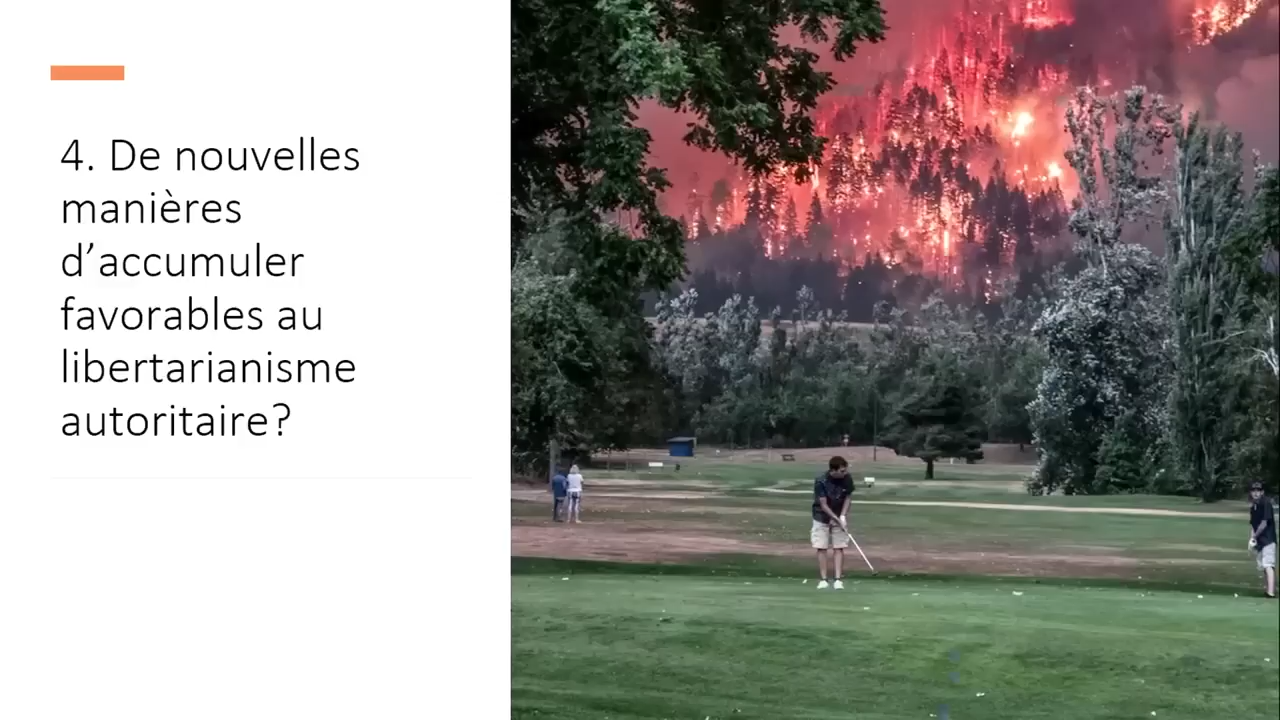 4. De nouvelles
manières
d’accumuler
favorables au
libertarianisme
autoritaire?